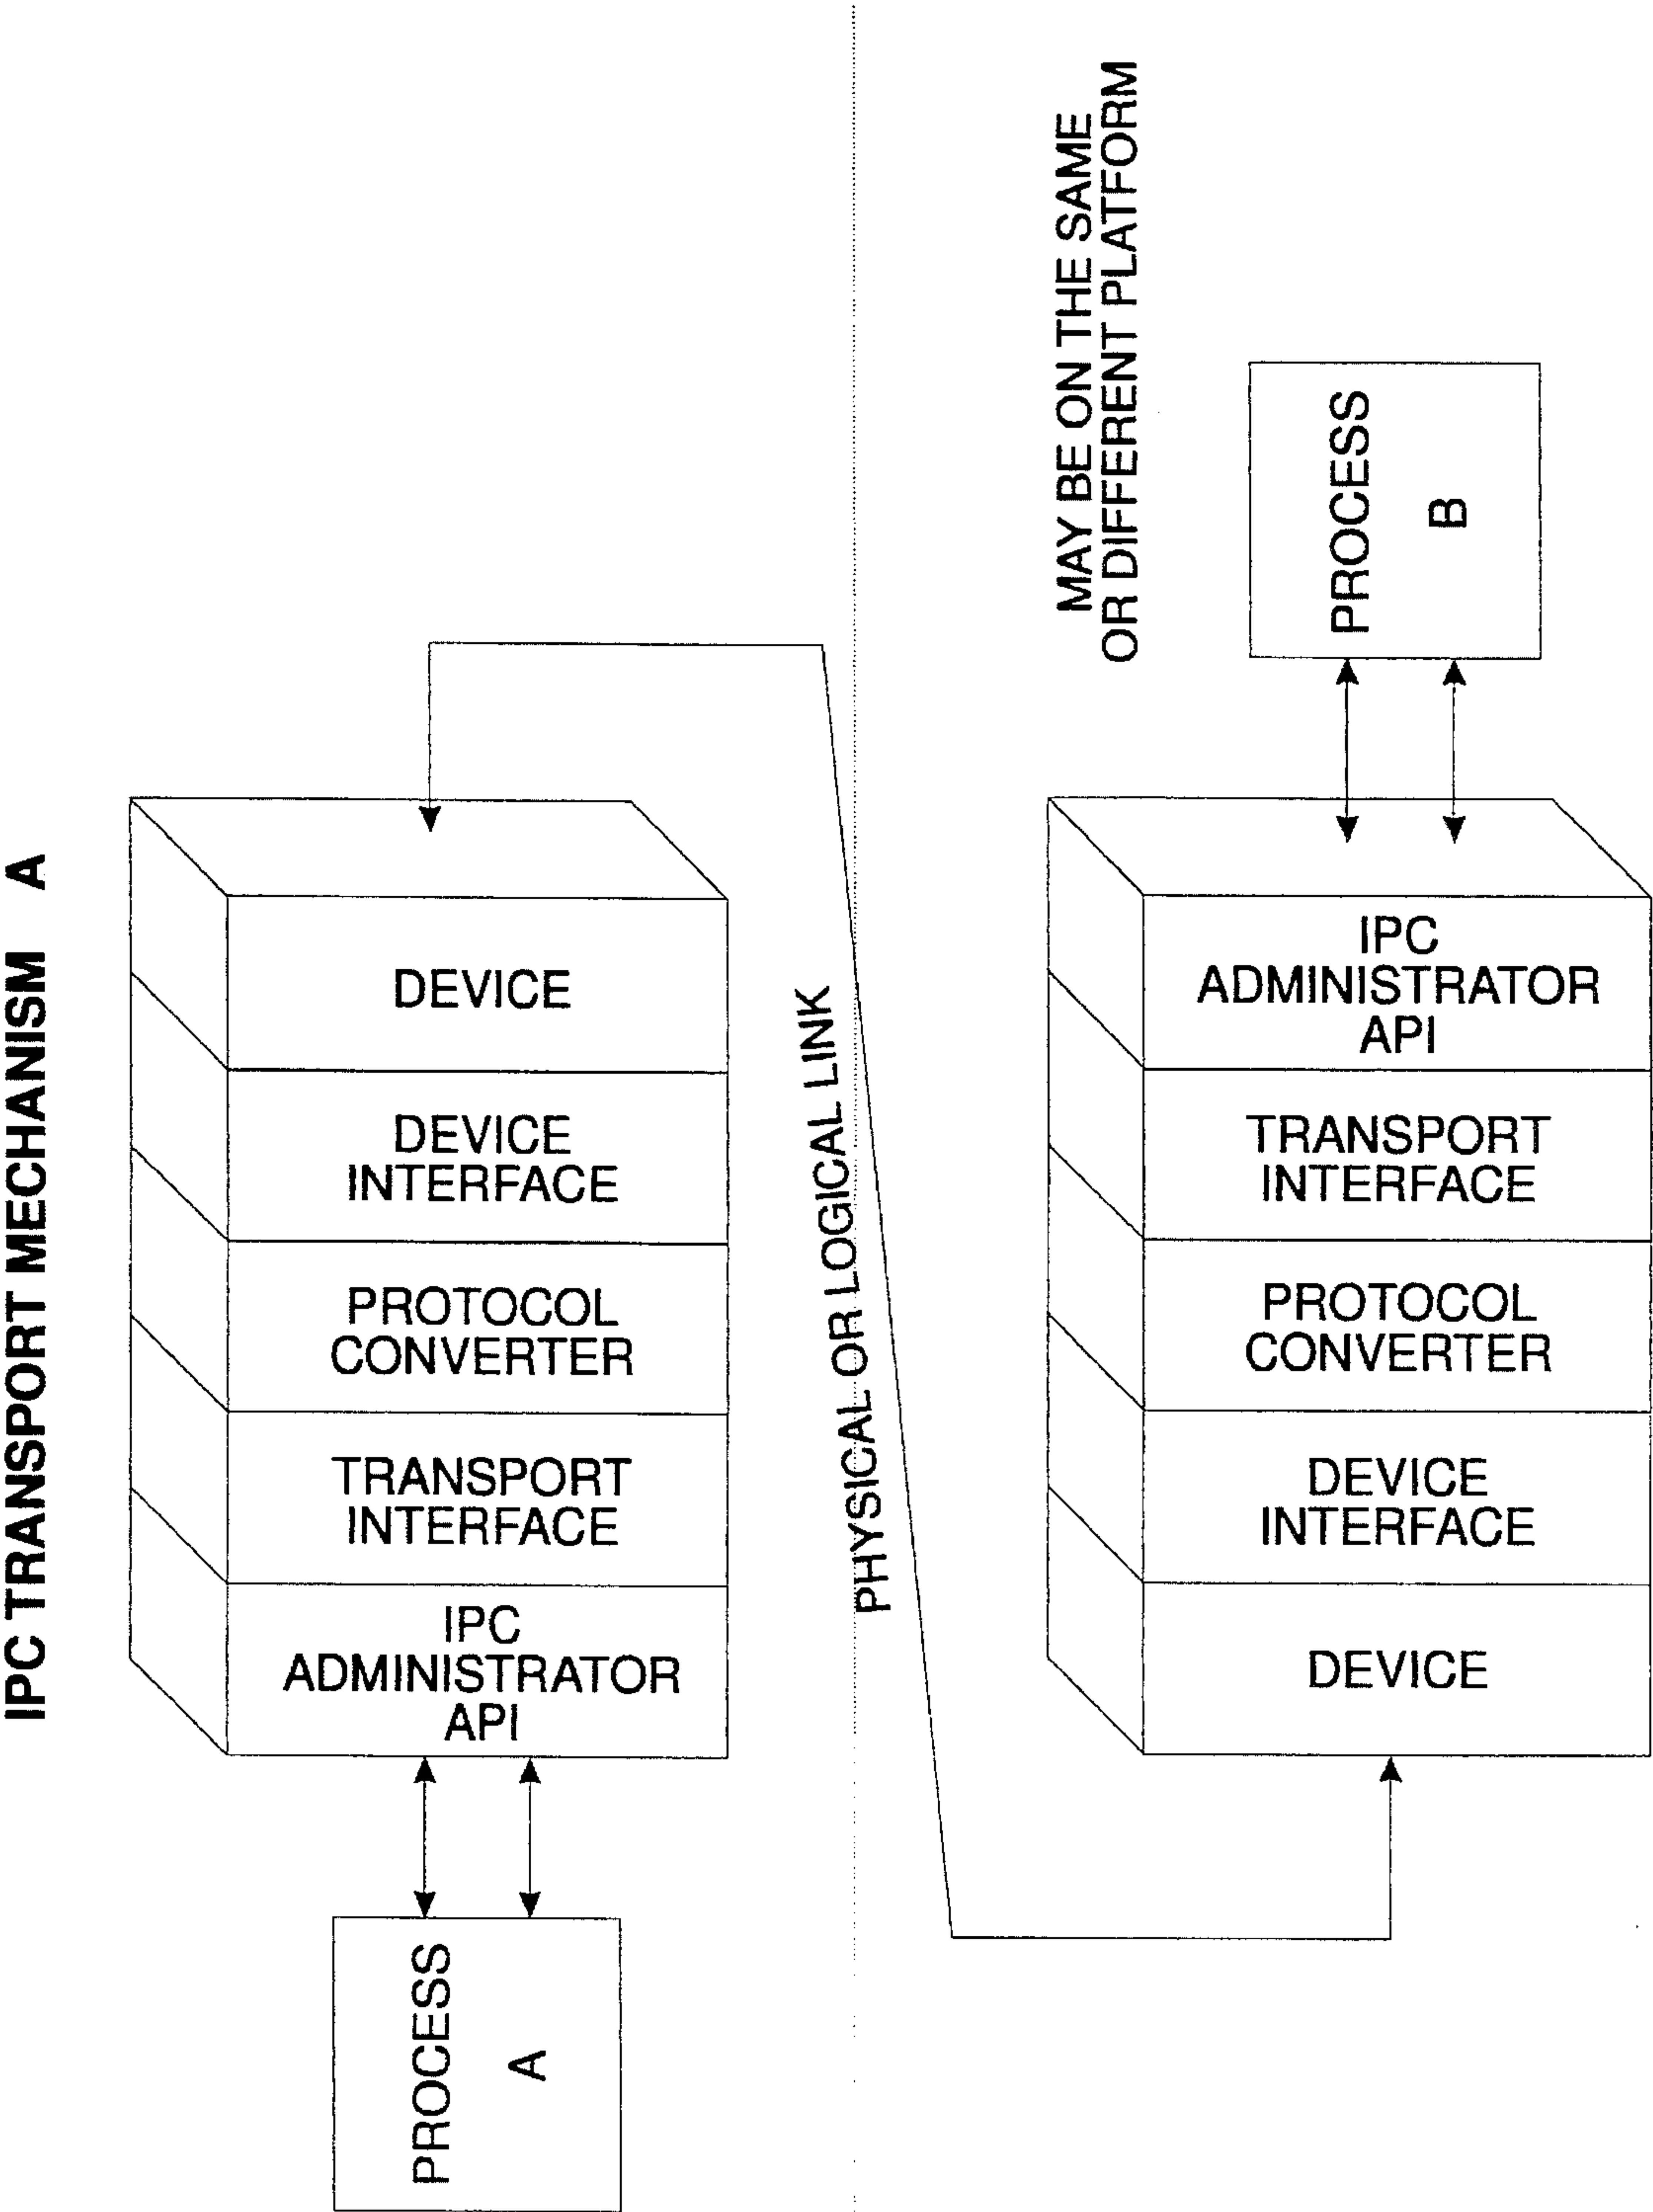 IPC TRANSPORT MECHANISM A
DEVICE
DEVICE
INTERFACE
PROTOCOL
CONVERTER
TRANSPORT
INTERFACE
IPC
ADMINISTRATOR
API
PROCESS
A
PHYSICAL OR LOGICAL LINK
MAY BE ON THE SAME
OR DIFFERENT PLATFORM
PROCESS
B
IPC
ADMINISTRATOR
API
TRANSPORT
INTERFACE
PROTOCOL
CONVERTER
DEVICE
INTERFACE
DEVICE